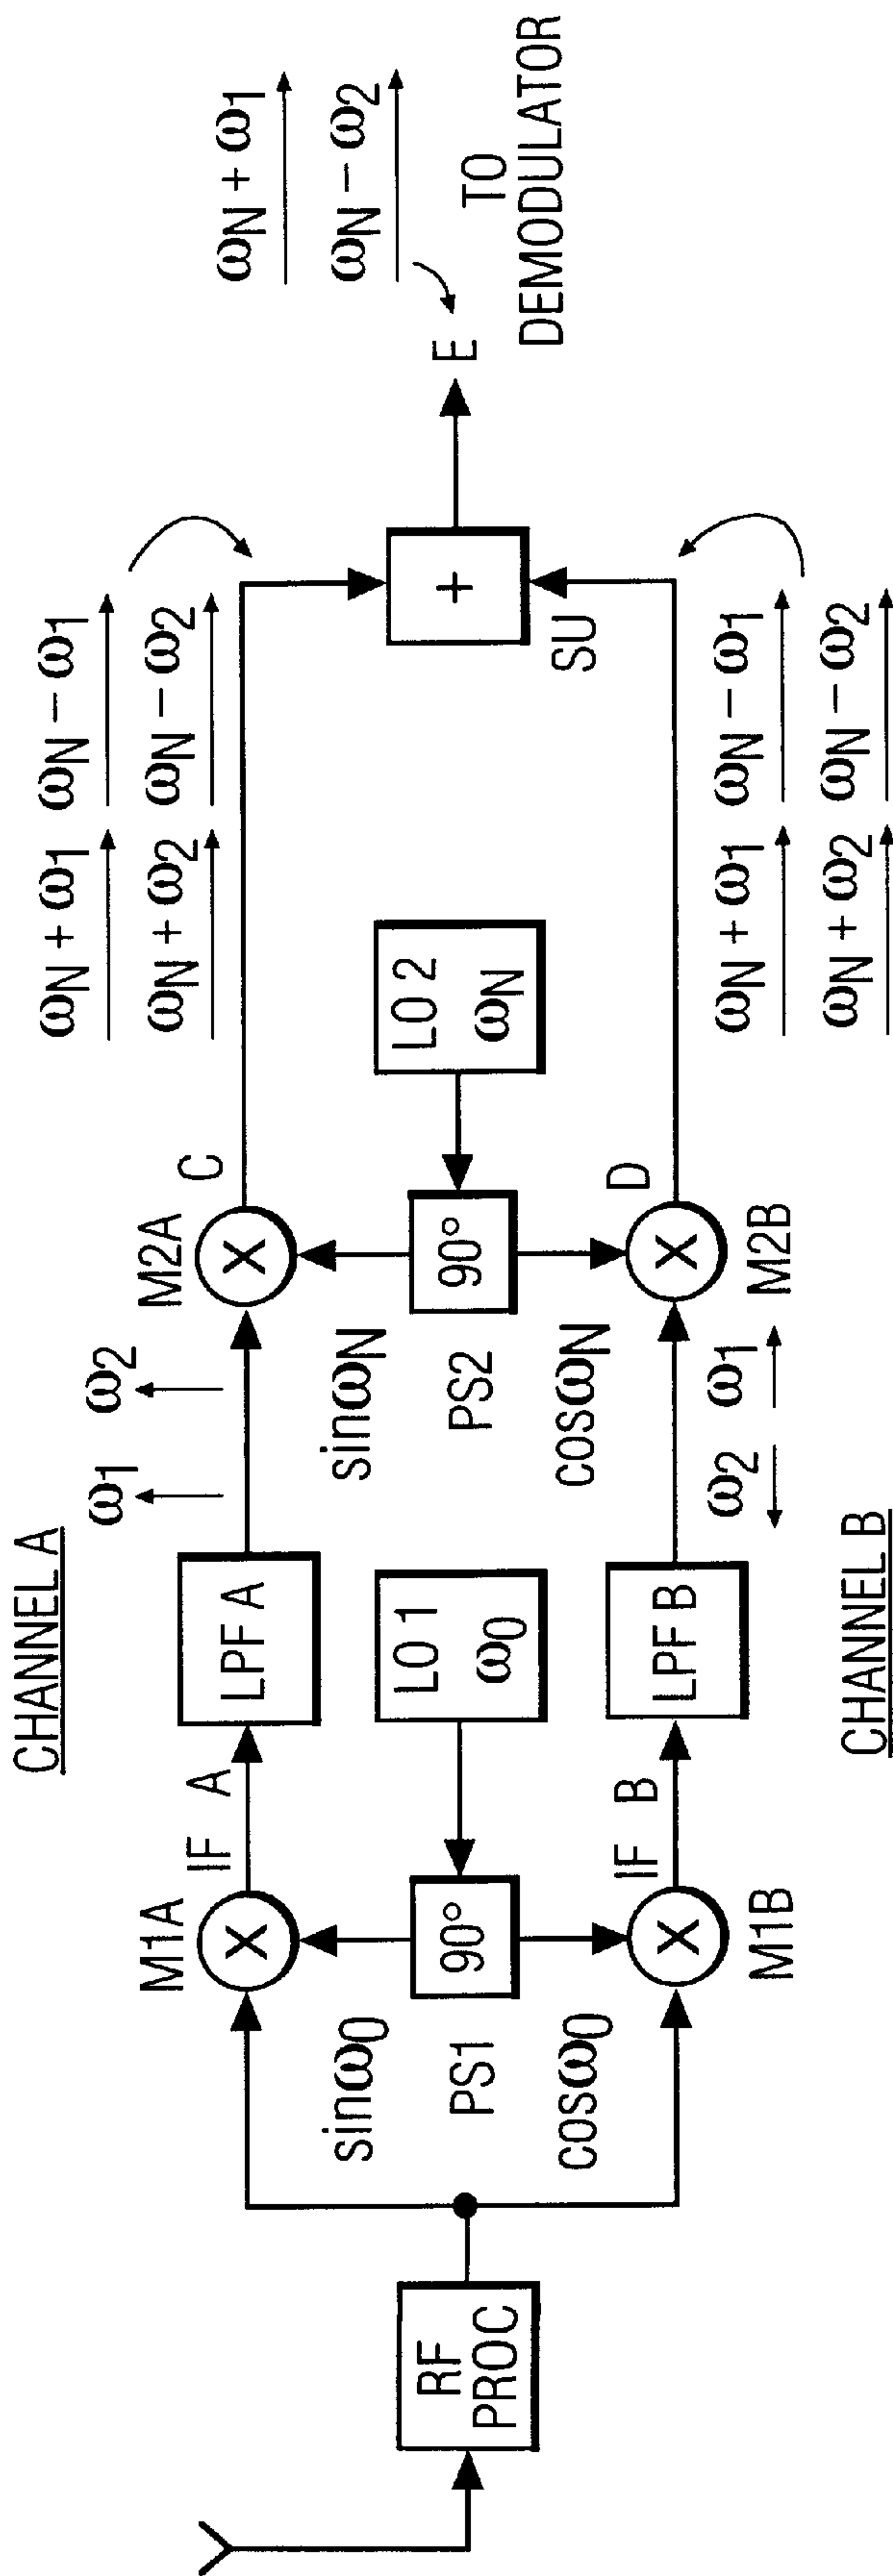 CHANNEL A
ω1 ω2
ωN + ω1 ωN − ω1
ωN + ω2 ωN − ω2
M1A
IF A
LPF A
M2A
C
X
X
sinω0
LO 1
ω0
sinωN
LO 2
ωN
ωN + ω1
ωN − ω2
RF
PROC
90°
PS1
90°
PS2
+
SU
E
TO
DEMODULATOR
cosω0
IF B
cosωN
D
X
LPF B
X
M1B
ω2 ω1
M2B
ωN + ω1 ωN − ω1
ωN + ω2 ωN − ω2
CHANNEL B